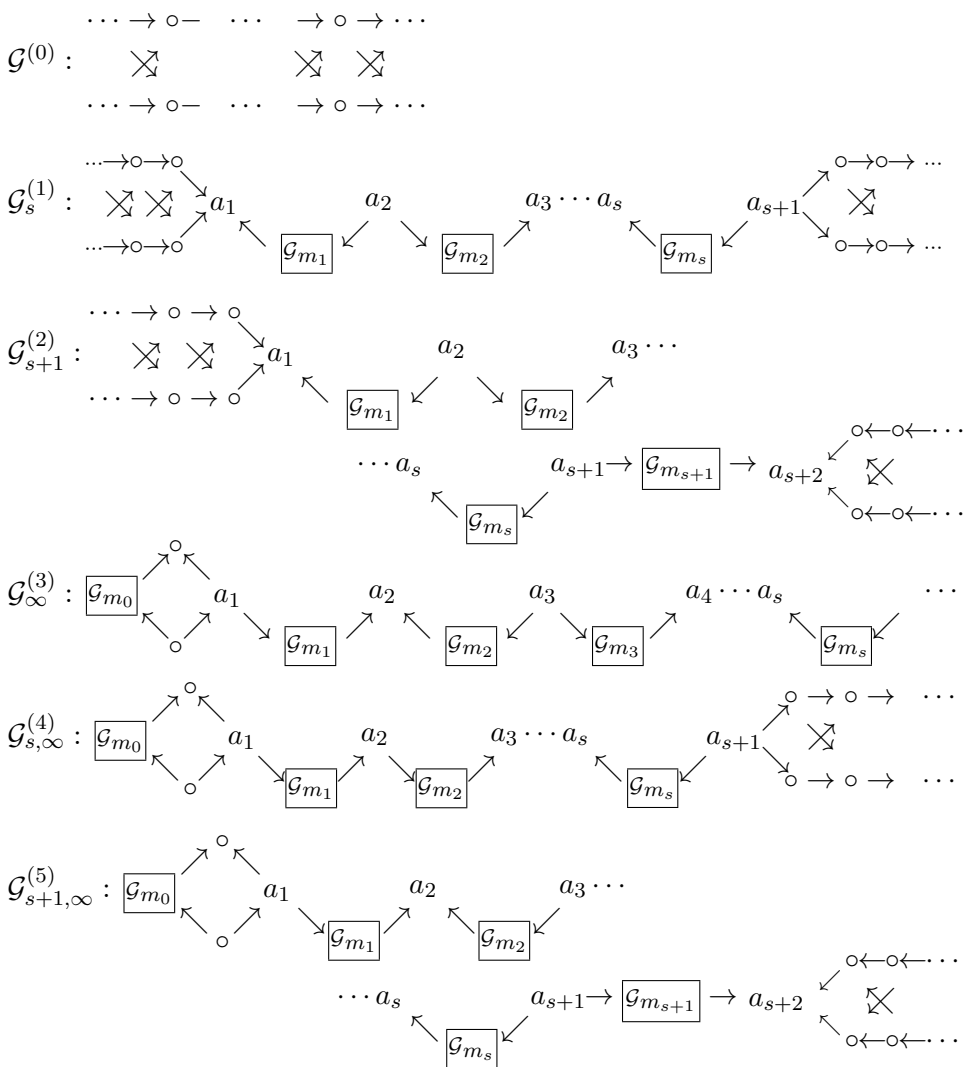 ··· → ∘ − ··· → ∘ → ···
𝒢^{(0)} :
··· → ∘ − ··· → ∘ → ···
... → ∘ → ∘ ∘ → ∘ → ...
𝒢_s^{(1)} : a_1 a_2 a_3 ··· a_s a_{s+1}
... → ∘ → ∘ 𝒢_{m_1} 𝒢_{m_2} 𝒢_{m_s} ∘ → ∘ → ...
··· → ∘ → ∘
𝒢_{s+1}^{(2)} : a_1 a_2 a_3 ···
··· → ∘ → ∘ 𝒢_{m_1} 𝒢_{m_2}
∘ ← ∘ ← ···
··· a_s a_{s+1} → 𝒢_{m_{s+1}} → a_{s+2}
𝒢_{m_s} ∘ ← ∘ ← ···
∘
𝒢_∞^{(3)} : 𝒢_{m_0} a_1 a_2 a_3 a_4 ··· a_s ···
∘ 𝒢_{m_1} 𝒢_{m_2} 𝒢_{m_3} 𝒢_{m_s}
∘ ∘ → ∘ → ···
𝒢_{s,∞}^{(4)} : 𝒢_{m_0} a_1 a_2 a_3 ··· a_s a_{s+1}
∘ 𝒢_{m_1} 𝒢_{m_2} 𝒢_{m_s} ∘ → ∘ → ···
∘
𝒢_{s+1,∞}^{(5)} : 𝒢_{m_0} a_1 a_2 a_3 ···
∘ 𝒢_{m_1} 𝒢_{m_2}
∘ ← ∘ ← ···
··· a_s a_{s+1} → 𝒢_{m_{s+1}} → a_{s+2}
𝒢_{m_s} ∘ ← ∘ ← ···